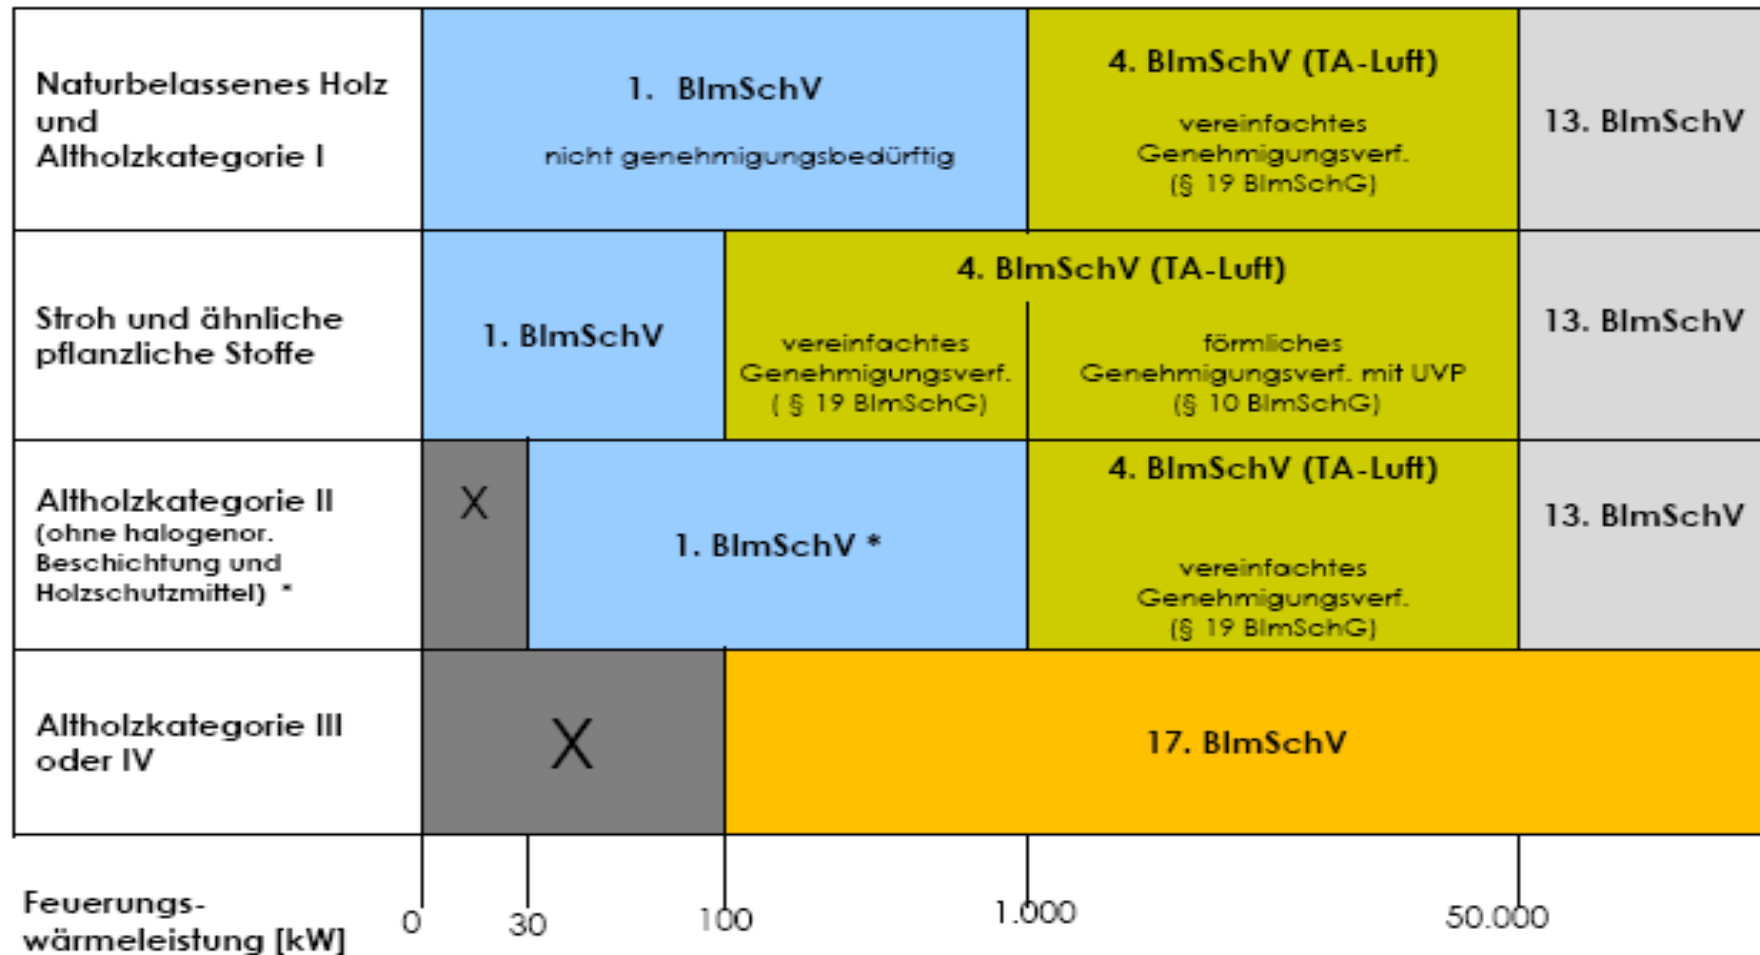 Naturbelassenes Holz
und
Altholzkategorie I
1. BImSchV
nicht genehmigungsbedürftig
4. BImSchV (TA-Luft)
vereinfachtes
Genehmigungsverf.
(§ 19 BImSchG)
13. BImSchV
Stroh und ähnliche
pflanzliche Stoffe
1. BImSchV
4. BImSchV (TA-Luft)
vereinfachtes
Genehmigungsverf.
( § 19 BImSchG)
förmliches
Genehmigungsverf. mit UVP
(§ 10 BImSchG)
13. BImSchV
Altholzkategorie II
(ohne halogenor.
Beschichtung und
Holzschutzmittel) *
X
1. BImSchV *
4. BImSchV (TA-Luft)
vereinfachtes
Genehmigungsverf.
(§ 19 BImSchG)
13. BImSchV
Altholzkategorie III
oder IV
X
17. BImSchV
Feuerungs-
wärmeleistung [kW]
0
30
100
1.000
50.000